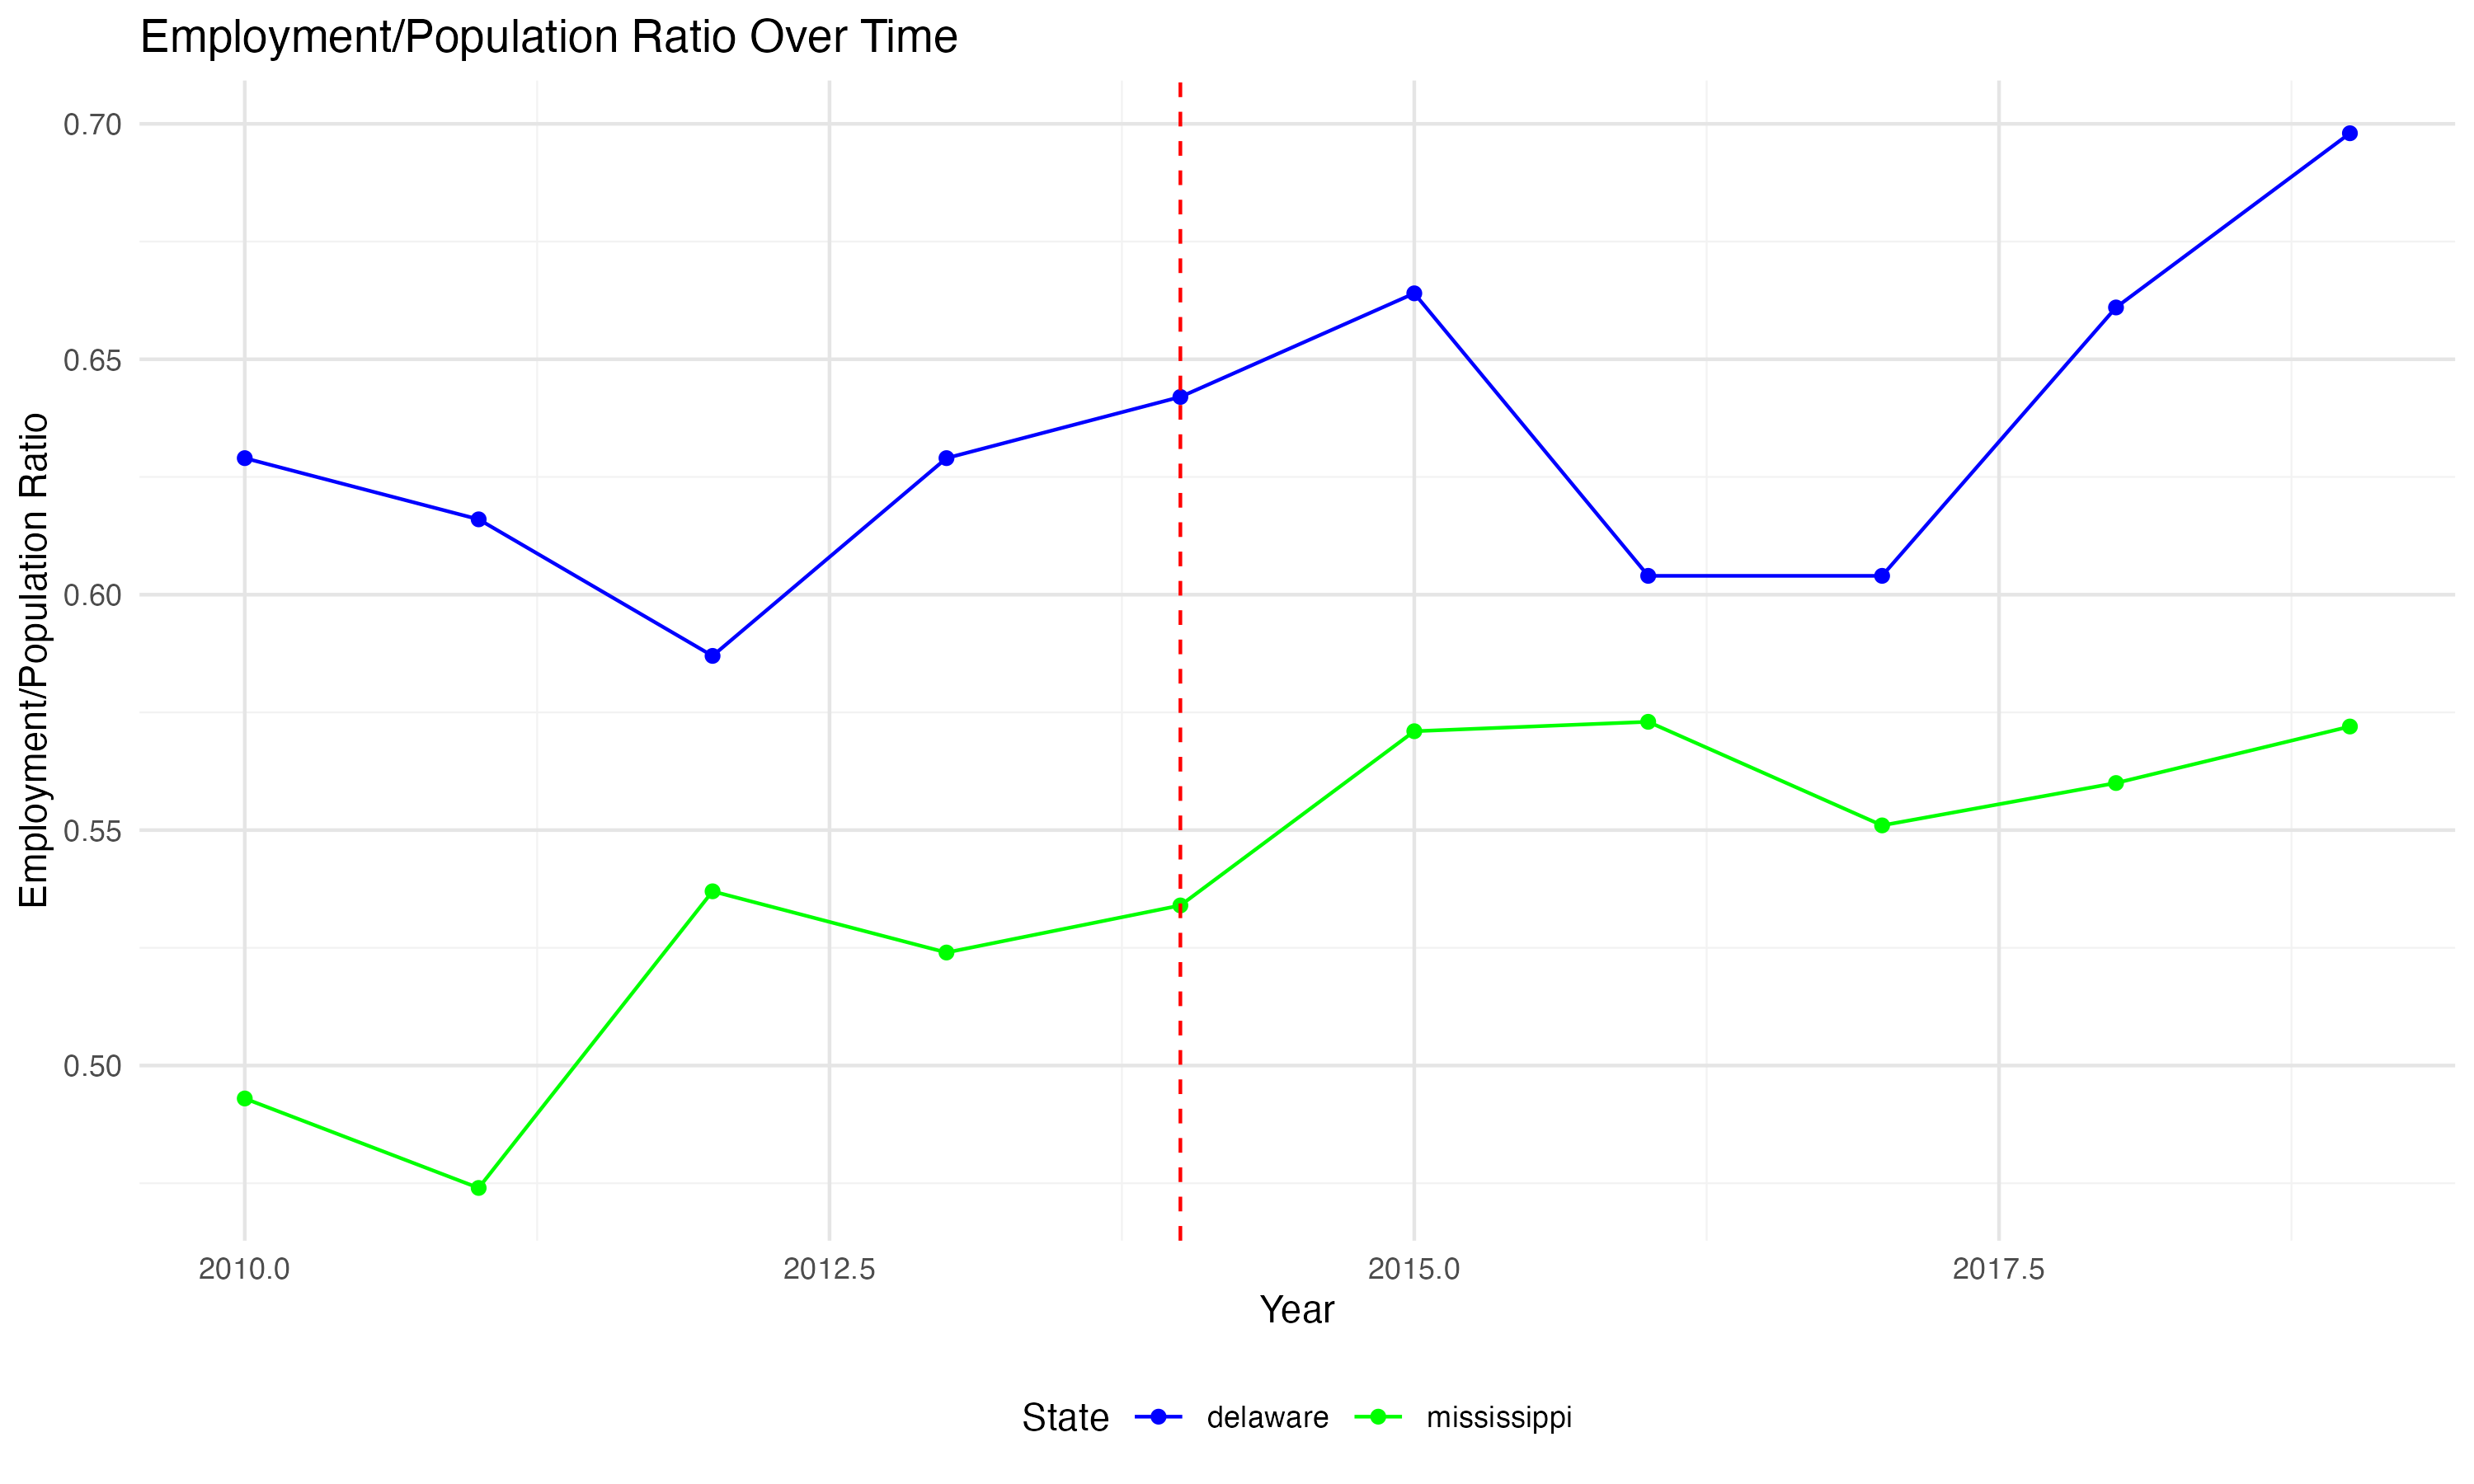 Employment/Population Ratio Over Time
Employment/Population Ratio
0.70
0.65
0.60
0.55
0.50
2010.0 2012.5 2015.0 2017.5
Year
State delaware mississippi